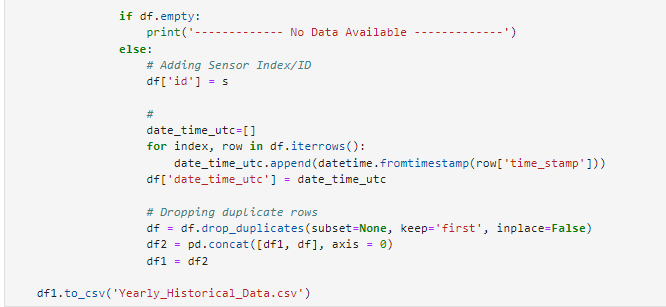 if df.empty:
    print('------------- No Data Available -------------')
else:
    # Adding Sensor Index/ID
    df['id'] = s
    #
    date_time_utc=[]
    for index, row in df.iterrows():
        date_time_utc.append(datetime.fromtimestamp(row['time_stamp']))
    df['date_time_utc'] = date_time_utc
    # Dropping duplicate rows
    df = df.drop_duplicates(subset=None, keep='first', inplace=False)
    df2 = pd.concat([df1, df], axis = 0)
    df1 = df2
df1.to_csv('Yearly_Historical_Data.csv')